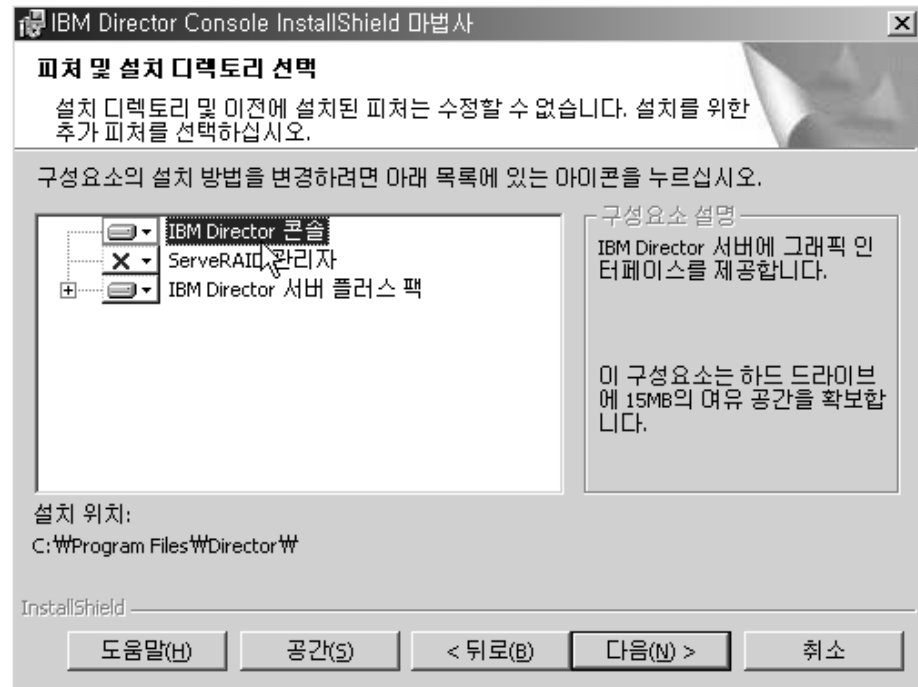 IBM Director Console InstallShield 마법사
피처 및 설치 디렉토리 선택
설치 디렉토리 및 이전에 설치된 피처는 수정할 수 없습니다. 설치를 위한
추가 피처를 선택하십시오.
구성요소의 설치 방법을 변경하려면 아래 목록에 있는 아이콘을 누르십시오.
IBM Director 콘솔
ServeRAID 관리자
IBM Director 서버 플러스 팩
구성요소 설명
IBM Director 서버에 그래픽 인
터페이스를 제공합니다.
이 구성요소는 하드 드라이브
에 15MB의 여유 공간을 확보합
니다.
설치 위치:
C:₩Program Files₩Director₩
InstallShield
도움말(H)
공간(S)
< 뒤로(B)
다음(N) >
취소